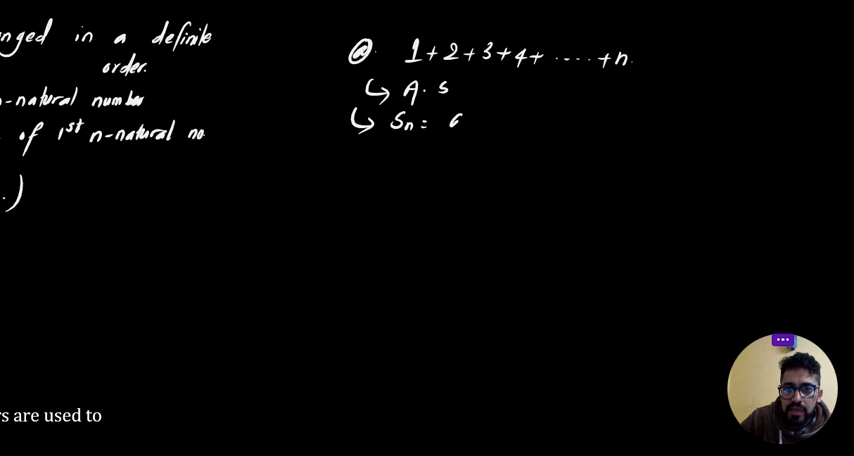 nged in a definite
order.
n-natural number
of 1st n-natural no
.)
@. 1 + 2 + 3 + 4 + ..... + n.
↳ A. S
↳ Sn =
s are used to